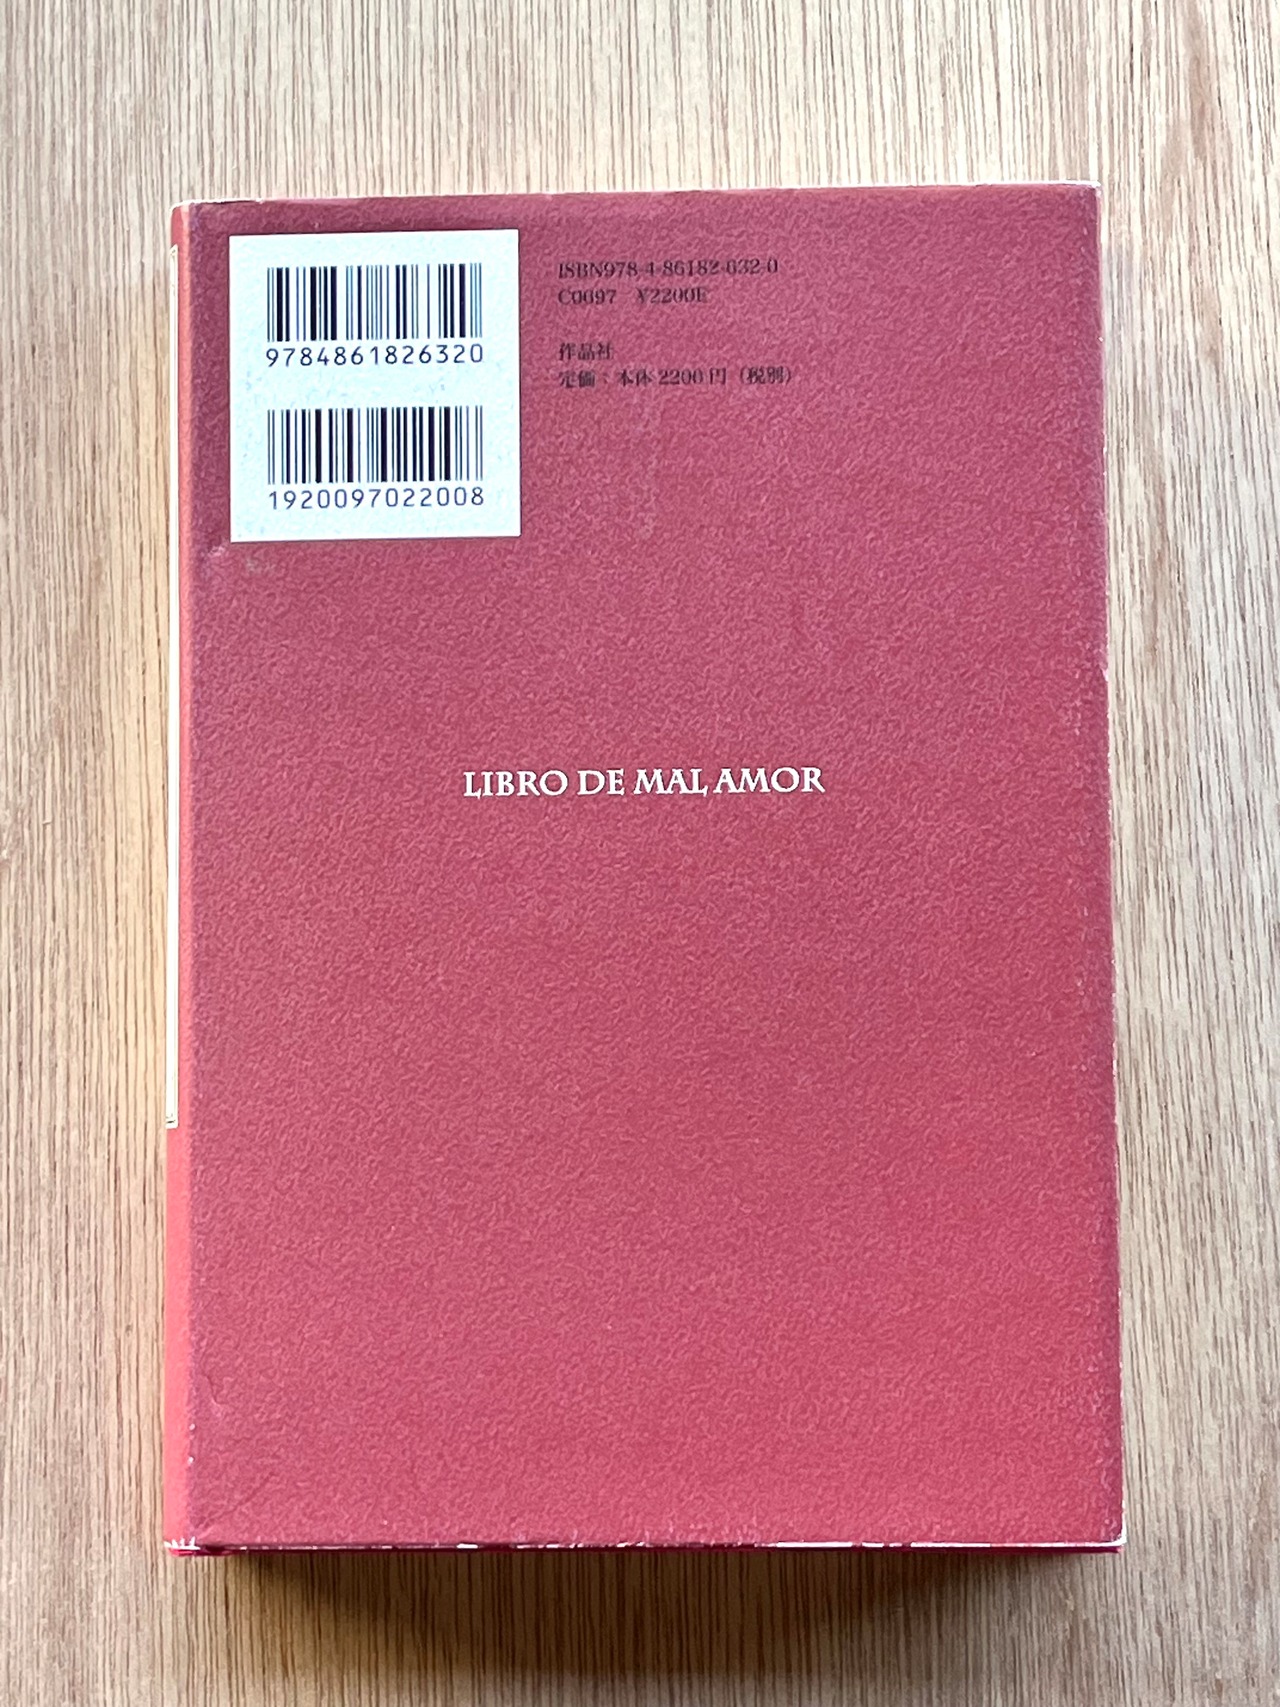 9784861826320
1920097022008
ISBN978-4-86182-632-0
C0097 ¥2200E
作品社
定価：本体2200円（税別）
LIBRO DE MAL AMOR